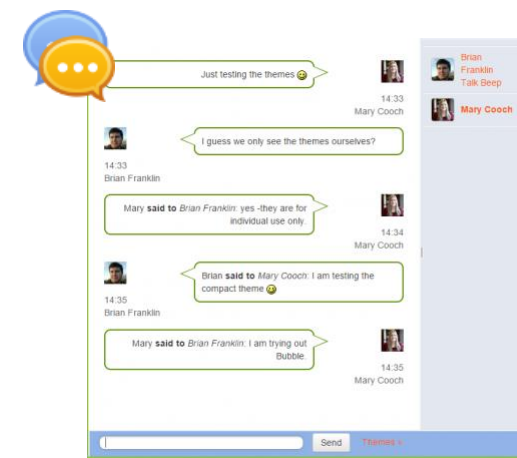 Just testing the themes
14:33
Mary Cooch
I guess we only see the themes ourselves?
14:33
Brian Franklin
Mary said to Brian Franklin: yes -they are for
individual use only.
14:34
Mary Cooch
Brian said to Mary Cooch: I am testing the
compact theme
14:35
Brian Franklin
Mary said to Brian Franklin: I am trying out
Bubble.
14:35
Mary Cooch
Brian
Franklin
Talk Beep
Mary Cooch
Send
Themes »